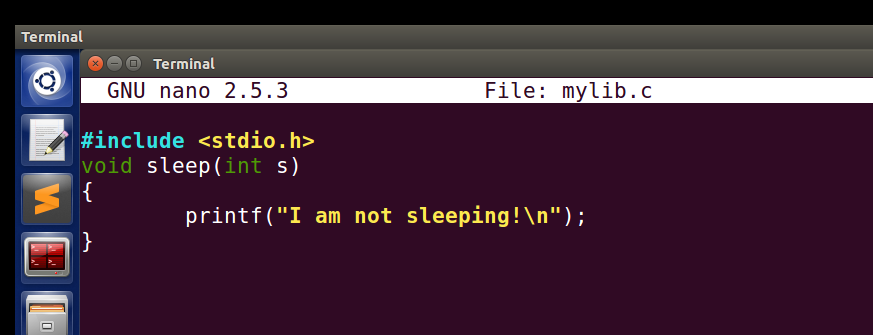 Terminal
Terminal
GNU nano 2.5.3 File: mylib.c
#include <stdio.h>
void sleep(int s)
{
printf("I am not sleeping!\n");
}